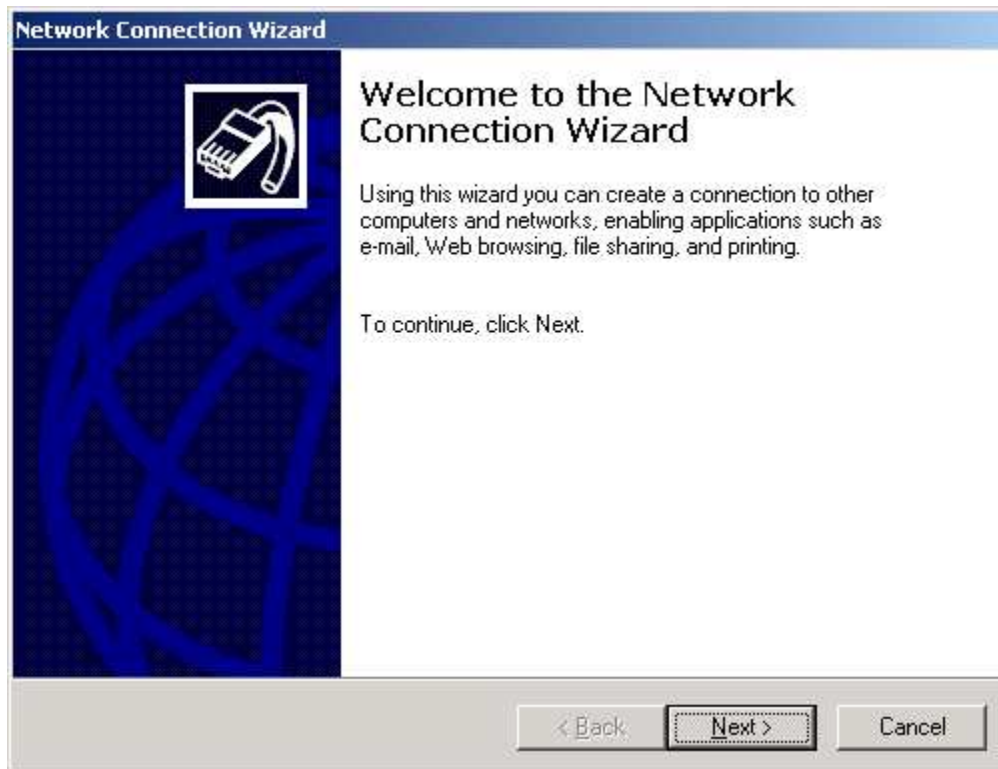 Network Connection Wizard
Welcome to the Network
Connection Wizard
Using this wizard you can create a connection to other
computers and networks, enabling applications such as
e-mail, Web browsing, file sharing, and printing.
To continue, click Next.
< Back Next > Cancel